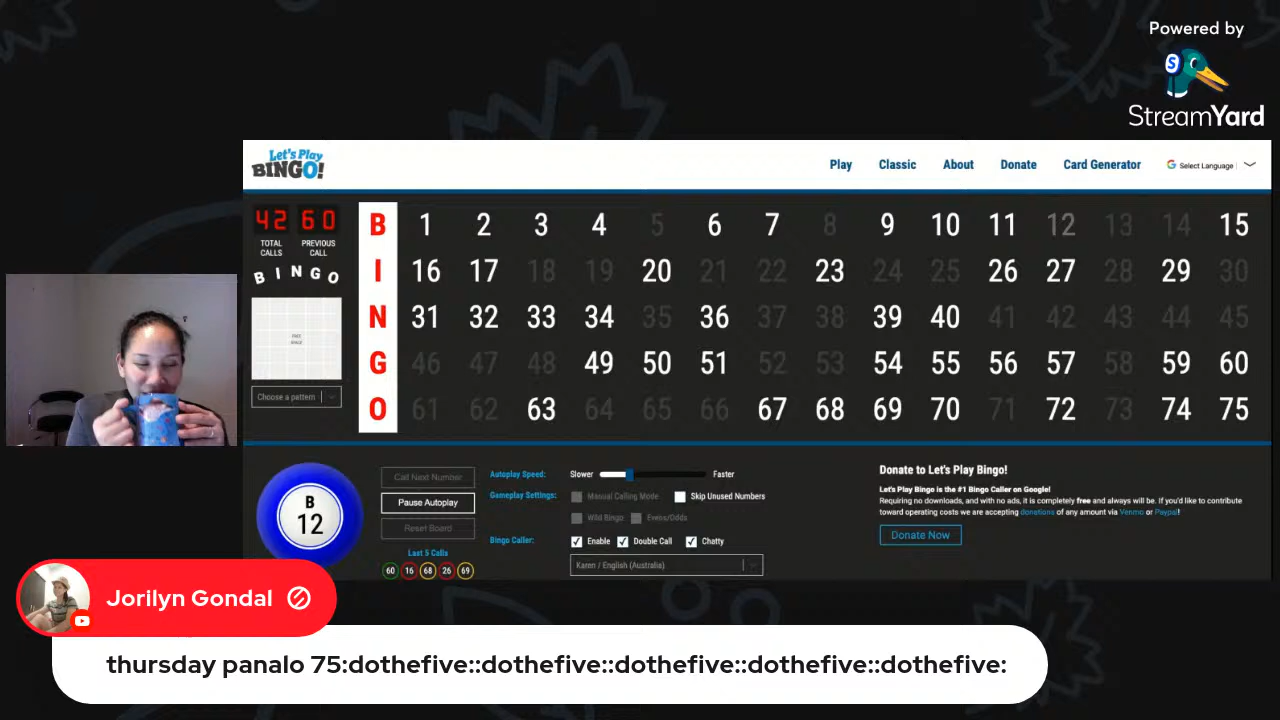 Powered by
StreamYard
Let's Play
BINGO!
Play Classic About Donate Card Generator Select Language
42 60
TOTAL CALLS PREVIOUS CALL
BINGO
FREE SPACE
Choose a pattern
B 1 2 3 4 5 6 7 8 9 10 11 12 13 14 15
I 16 17 18 19 20 21 22 23 24 25 26 27 28 29 30
N 31 32 33 34 35 36 37 38 39 40 41 42 43 44 45
G 46 47 48 49 50 51 52 53 54 55 56 57 58 59 60
O 61 62 63 64 65 66 67 68 69 70 71 72 73 74 75
B
12
Call Next Number
Pause Autoplay
Reset Board
Last 5 Calls
60 16 68 26 69
Autoplay Speed: Slower Faster
Gameplay Settings: Manual Calling Mode Skip Unused Numbers
Wild Bingo Evens/Odds
Bingo Caller: Enable Double Call Chatty
Karen / English (Australia)
Donate to Let's Play Bingo!
Let's Play Bingo is the #1 Bingo Caller on Google!
Requiring no downloads, and with no ads, it is completely free and always will be. If you'd like to contribute
toward operating costs we are accepting donations of any amount via Venmo or Paypal!
Donate Now
Jorilyn Gondal
thursday panalo 75:dothefive::dothefive::dothefive::dothefive::dothefive: